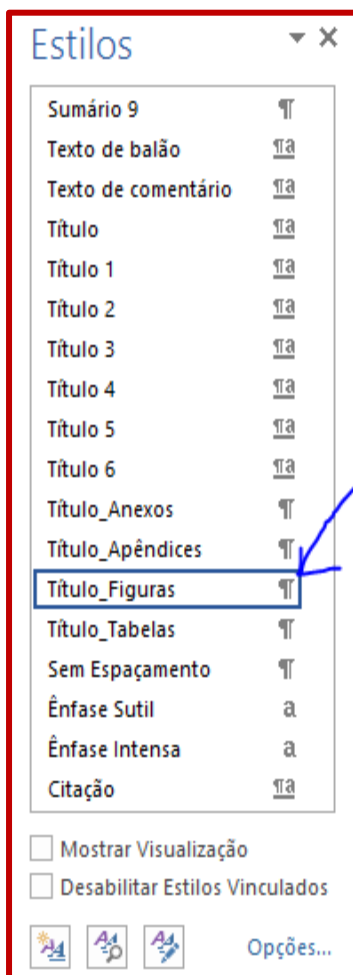 Estilos
Sumário 9 ¶
Texto de balão ¶a
Texto de comentário ¶a
Título ¶a
Título 1 ¶a
Título 2 ¶a
Título 3 ¶a
Título 4 ¶a
Título 5 ¶a
Título 6 ¶a
Título_Anexos ¶
Título_Apêndices ¶
Título_Figuras ¶
Título_Tabelas ¶
Sem Espaçamento ¶
Ênfase Sutil a
Ênfase Intensa a
Citação ¶a
Mostrar Visualização
Desabilitar Estilos Vinculados
Opções...